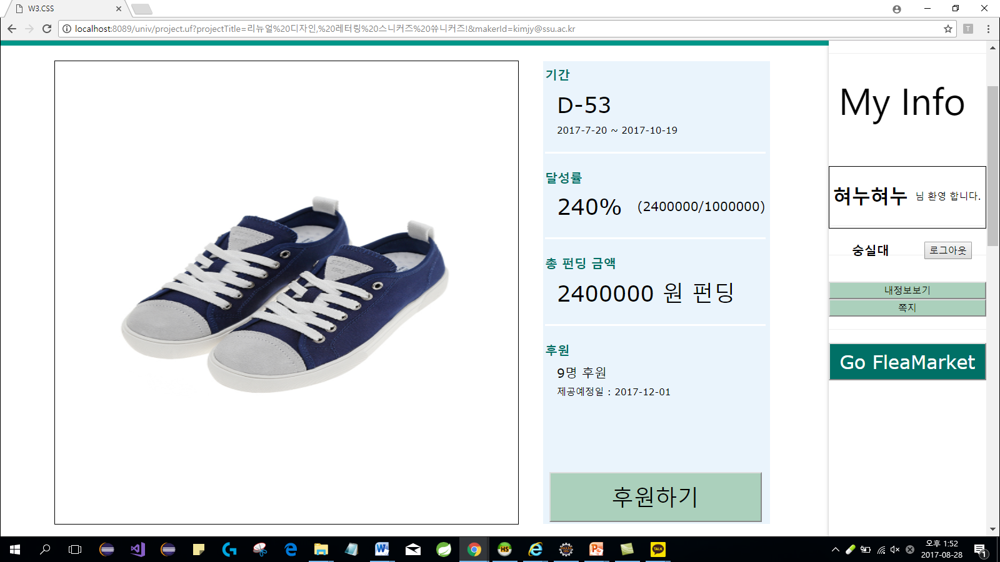 W3.CSS
localhost:8089/univ/project.uf?projectTitle=리뉴얼%20디자인,%20레터링%20스니커즈%20쓔니커즈!&makerId=kimjy@ssu.ac.kr
T
기간
D-53
2017-7-20 ~ 2017-10-19
달성률
240% (2400000/1000000)
총 펀딩 금액
2400000 원 펀딩
후원
9명 후원
제공예정일 : 2017-12-01
후원하기
My Info
혀누혀누 님 환영 합니다.
숭실대 로그아웃
내정보보기
쪽지
Go FleaMarket
HS
TALK
오후 1:52
2017-08-28
1